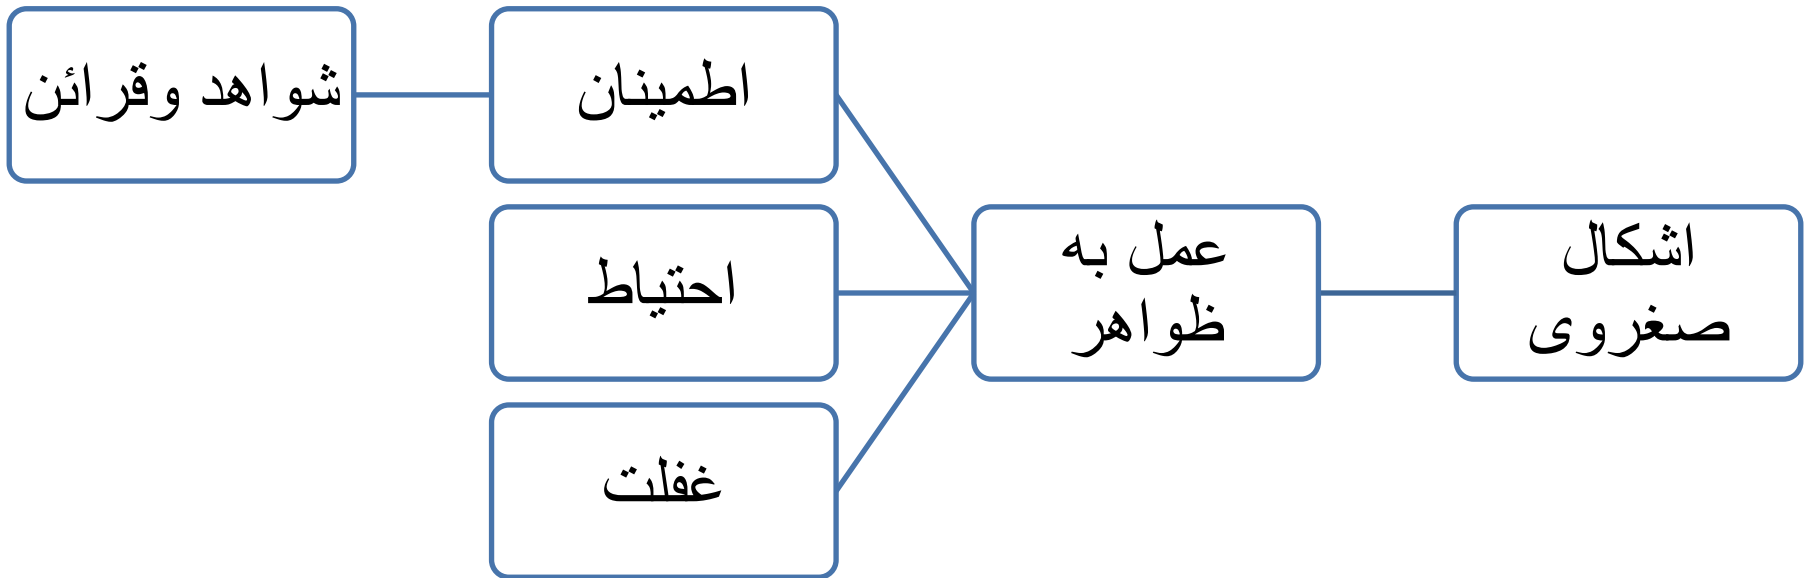 اشکال
صغروی
عمل به
ظواهر
اطمینان
شواهد وقرائن
احتیاط
غفلت